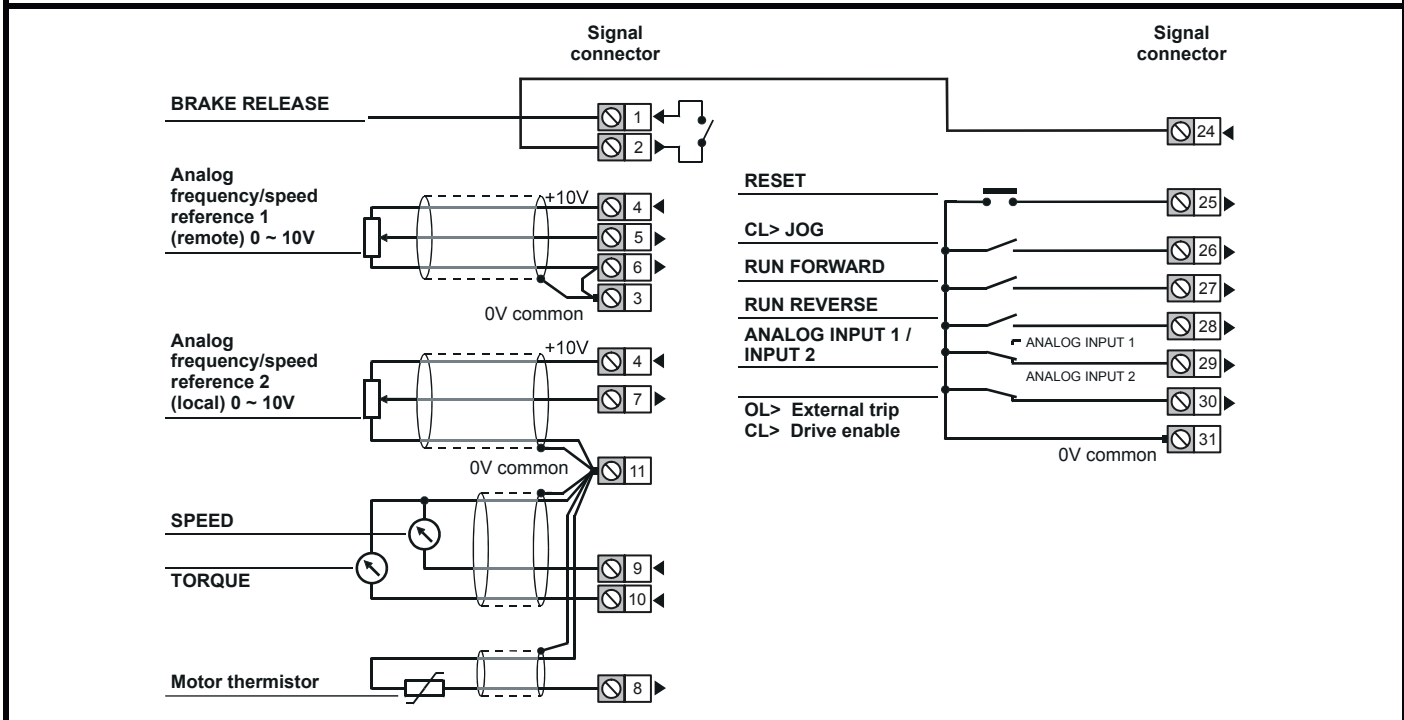 Signal
connector
BRAKE RELEASE
1
2
Analog
frequency/speed
reference 1
(remote) 0 ~ 10V
+10V
4
5
6
3
0V common
Analog
frequency/speed
reference 2
(local) 0 ~ 10V
+10V
4
7
0V common
11
SPEED
TORQUE
9
10
Motor thermistor
8
Signal
connector
24
RESET
25
CL> JOG
26
RUN FORWARD
27
RUN REVERSE
28
ANALOG INPUT 1 /
INPUT 2
ANALOG INPUT 1
29
ANALOG INPUT 2
30
OL> External trip
CL> Drive enable
31
0V common